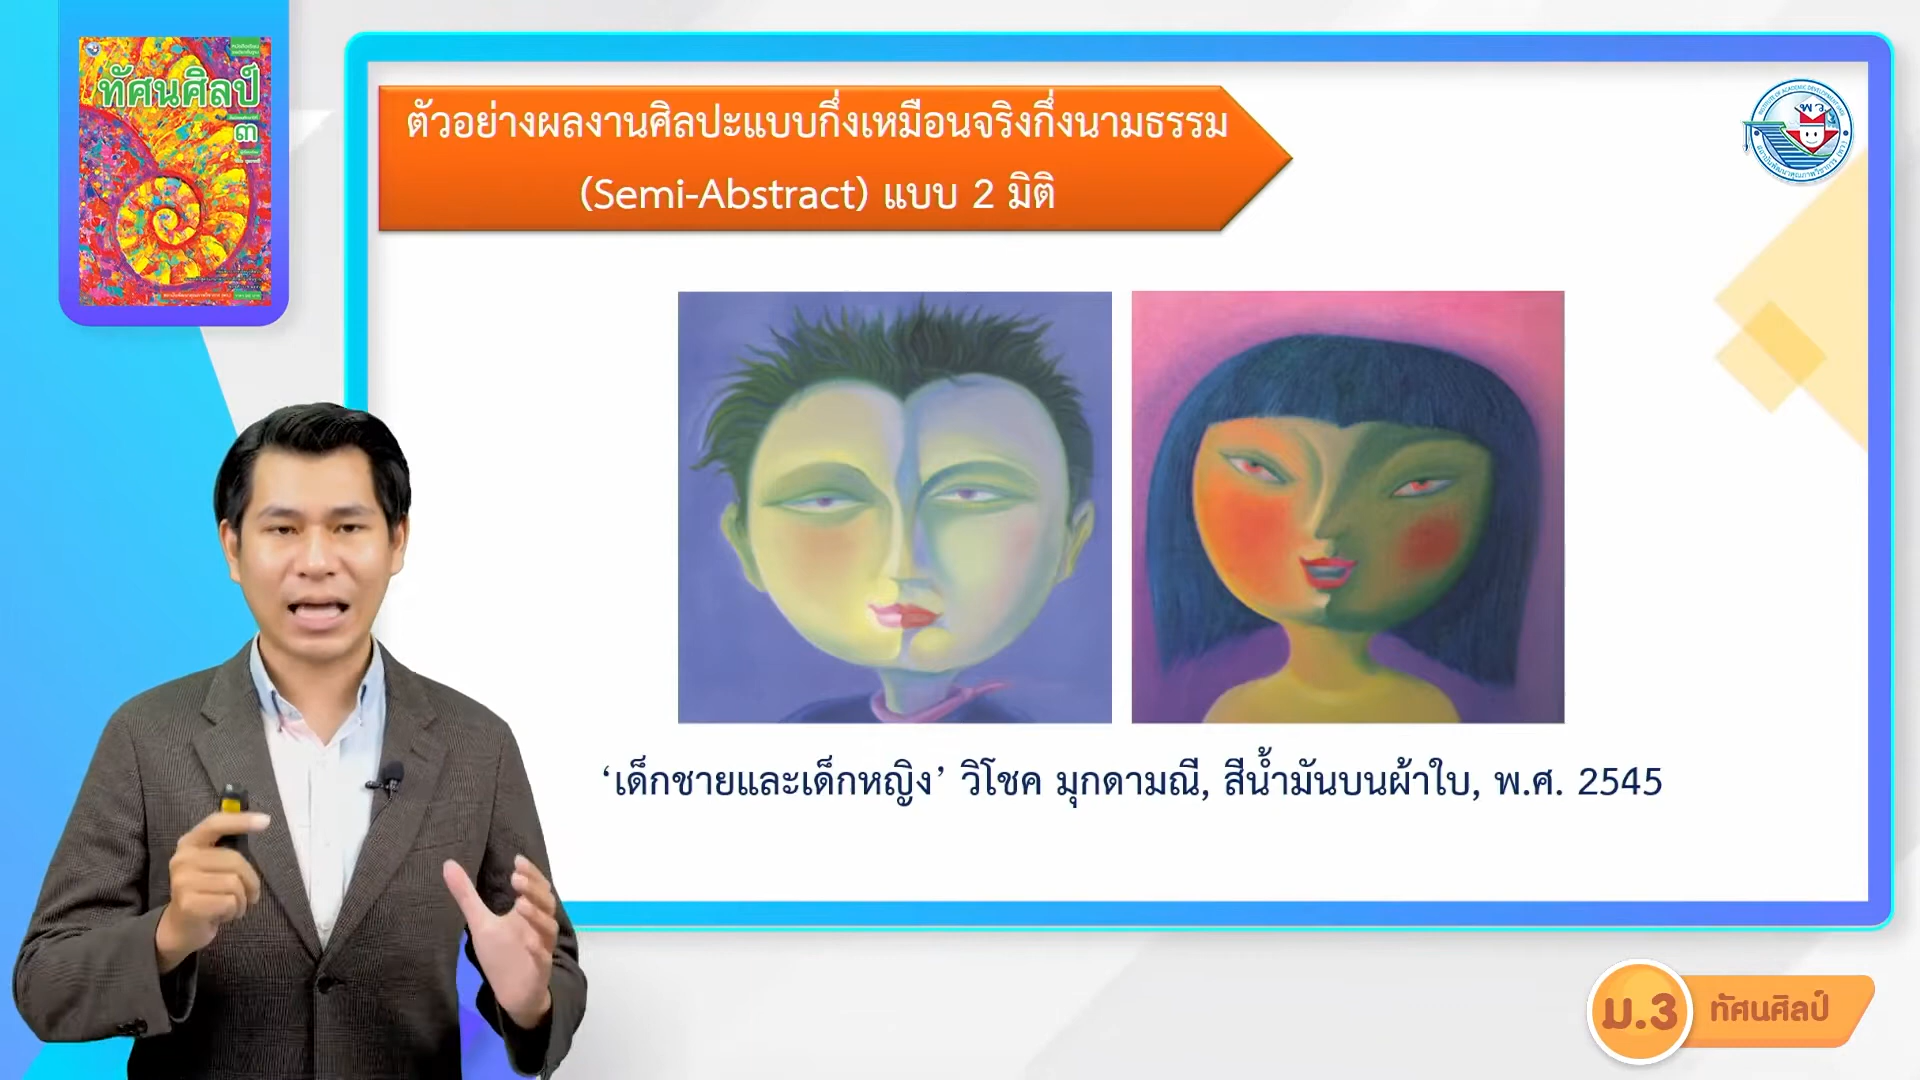 ทัศนศิลป์
๓
ตัวอย่างผลงานศิลปะแบบกึ่งเหมือนจริงกึ่งนามธรรม
(Semi-Abstract) แบบ 2 มิติ
พว
‘เด็กชายและเด็กหญิง’ วิโชค มุกดามณี, สีน้ำมันบนผ้าใบ, พ.ศ. 2545
ม.3
ทัศนศิลป์